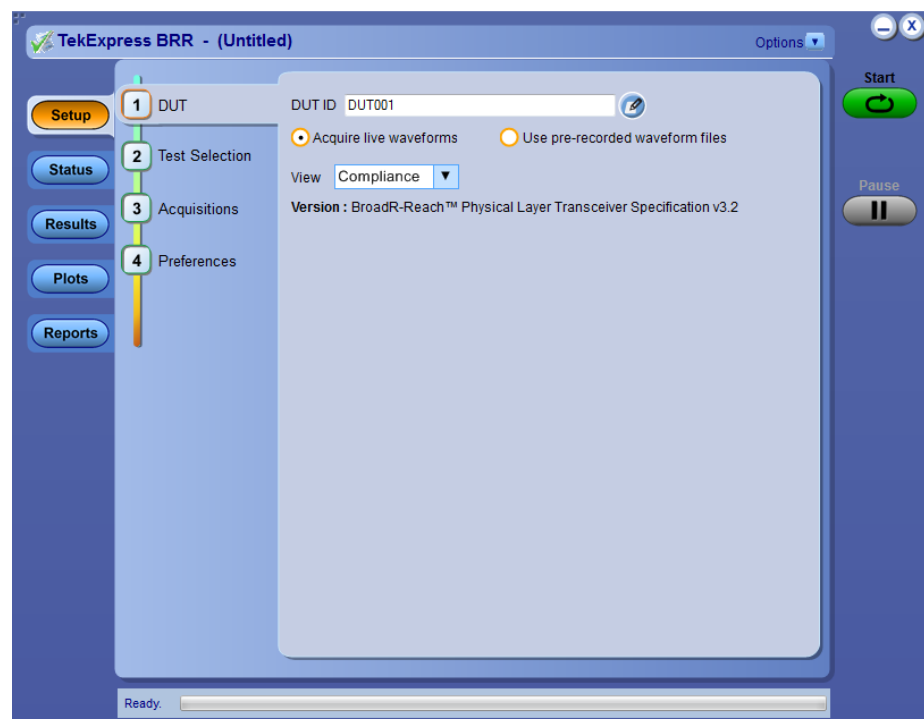 TekExpress BRR - (Untitled)
Options
Start
Pause
Setup
Status
Results
Plots
Reports
1 DUT
2 Test Selection
3 Acquisitions
4 Preferences
DUT ID DUT001
Acquire live waveforms Use pre-recorded waveform files
View Compliance
Version : BroadR-Reach™ Physical Layer Transceiver Specification v3.2
Ready.